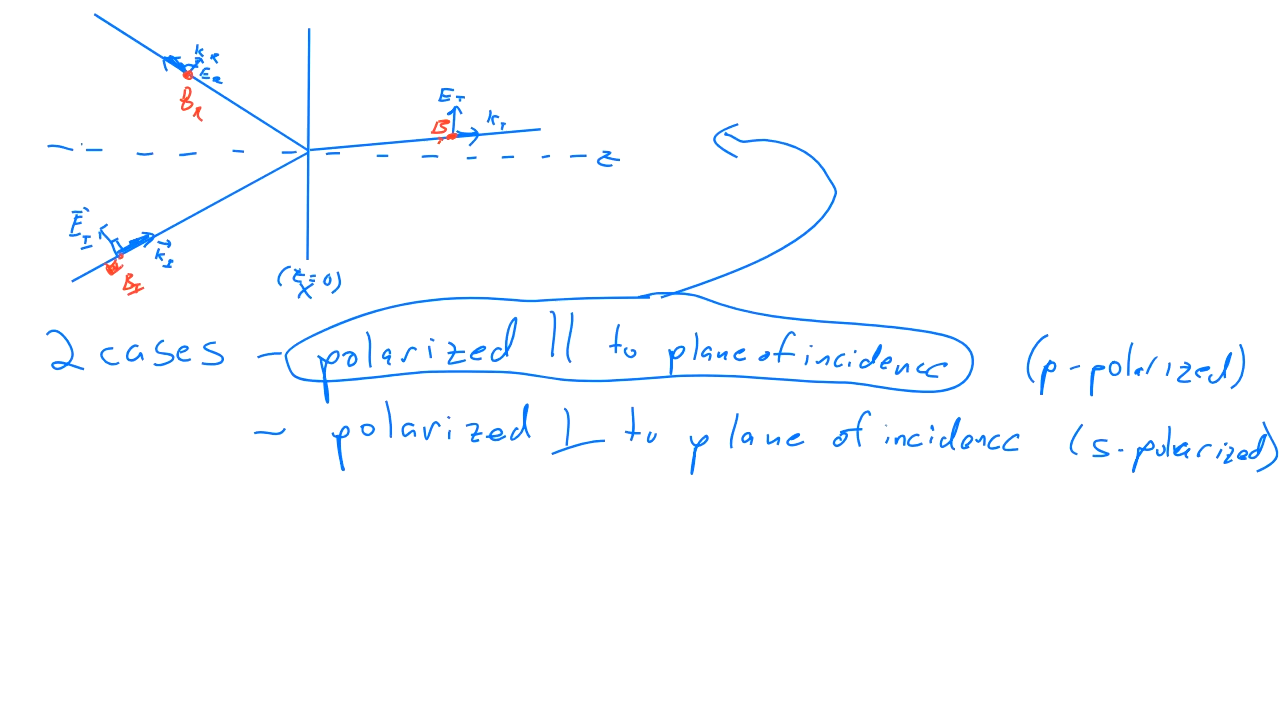 k_R
E_R
B_R
E_T
B k_T
z
E_I
k_I
B_I
(z=0)
X
2 cases - polarized || to plane of incidence (p-polarized)
- polarized ⊥ to plane of incidence (s-polarized)